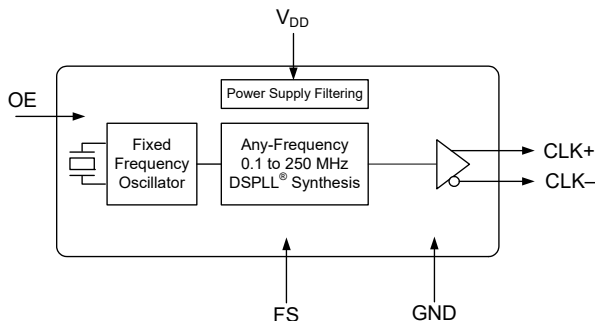 V_DD
Power Supply Filtering
OE
Fixed
Frequency
Oscillator
Any-Frequency
0.1 to 250 MHz
DSPLL® Synthesis
CLK+
CLK–
FS
GND